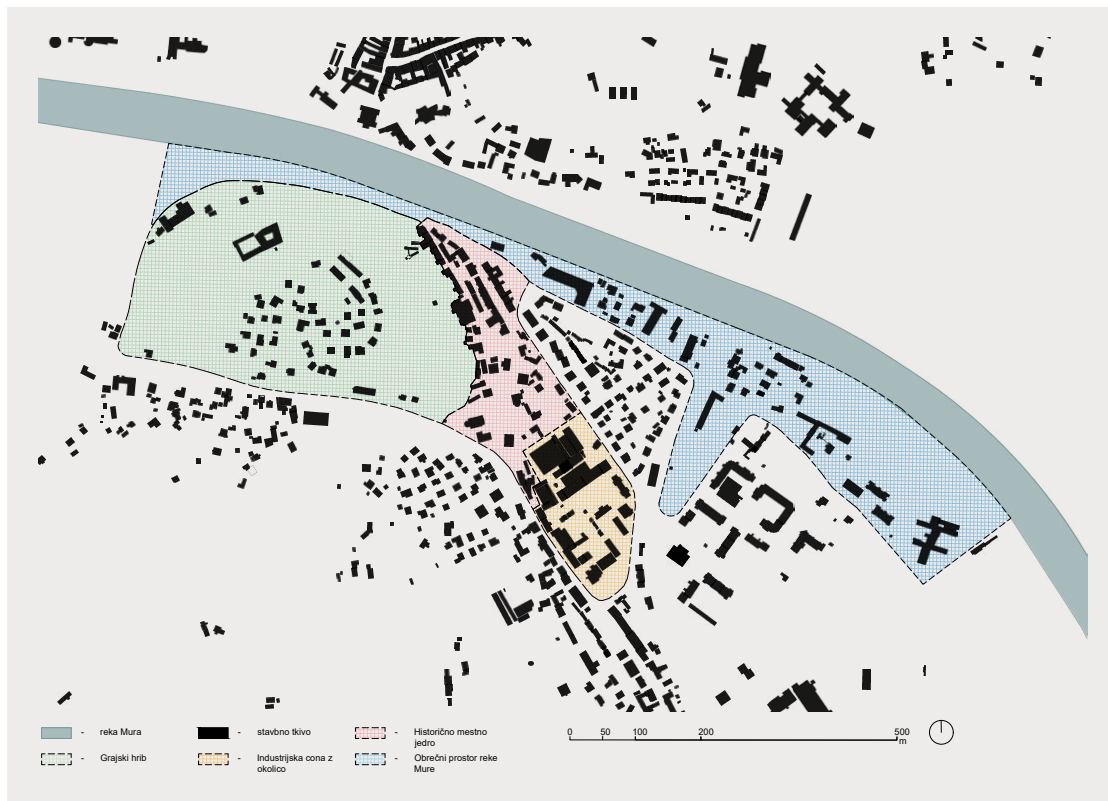 reka Mura
- stavbno tkivo
- Historično mestno
jedro
- Grajski hrib
- Industrijska cona z
okolico
- Obrečni prostor reke
Mure
0 50 100 200 500
m